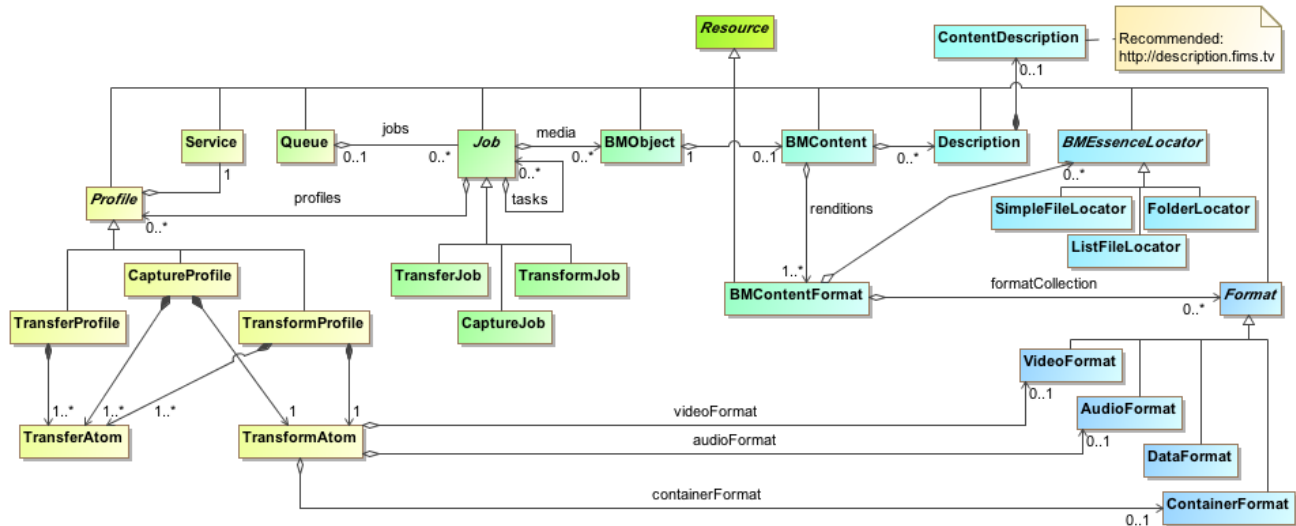 Resource
ContentDescription
Recommended:
http://description.fims.tv
0..1
Service
Queue
jobs
0..1
0..*
Job
media
0..*
BMObject
1
0..1
BMContent
0..*
Description
BMEssenceLocator
1
0..*
tasks
0..*
Profile
profiles
0..*
renditions
SimpleFileLocator
FolderLocator
ListFileLocator
CaptureProfile
TransferJob
TransformJob
1..*
BMContentFormat
formatCollection
0..*
Format
TransferProfile
TransformProfile
CaptureJob
VideoFormat
0..1
1..*
1..*
1..*
1
1
videoFormat
AudioFormat
0..1
TransferAtom
TransformAtom
audioFormat
DataFormat
containerFormat
0..1
ContainerFormat